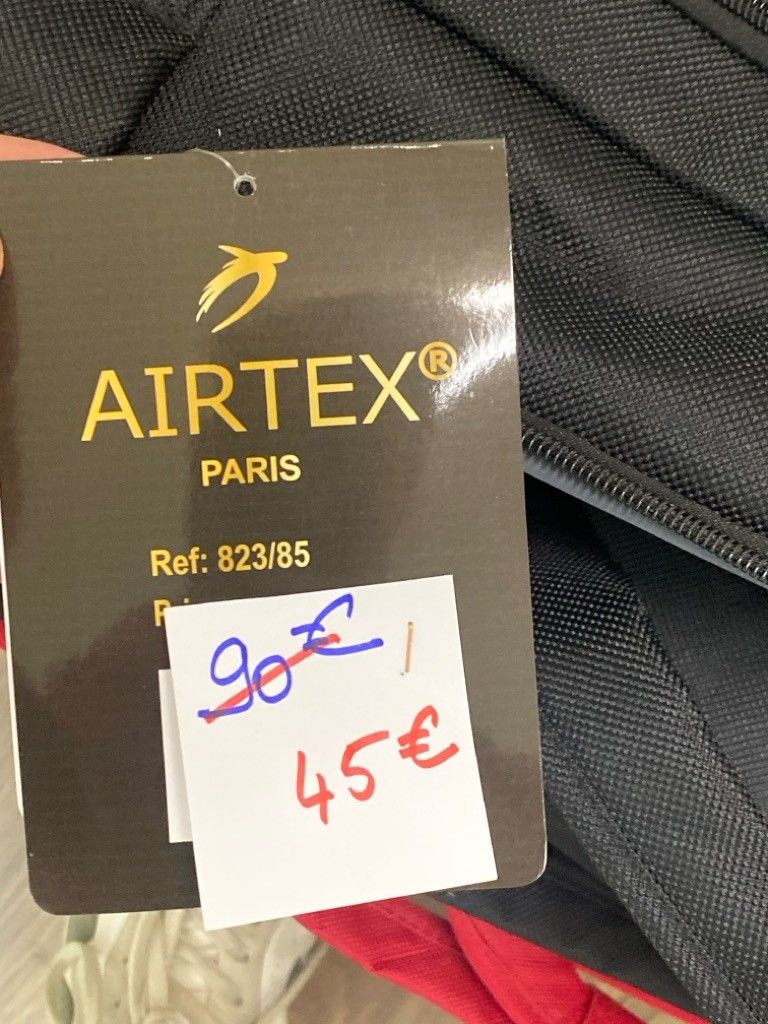 AIRTEX®
PARIS
Ref: 823/85
90€
45€